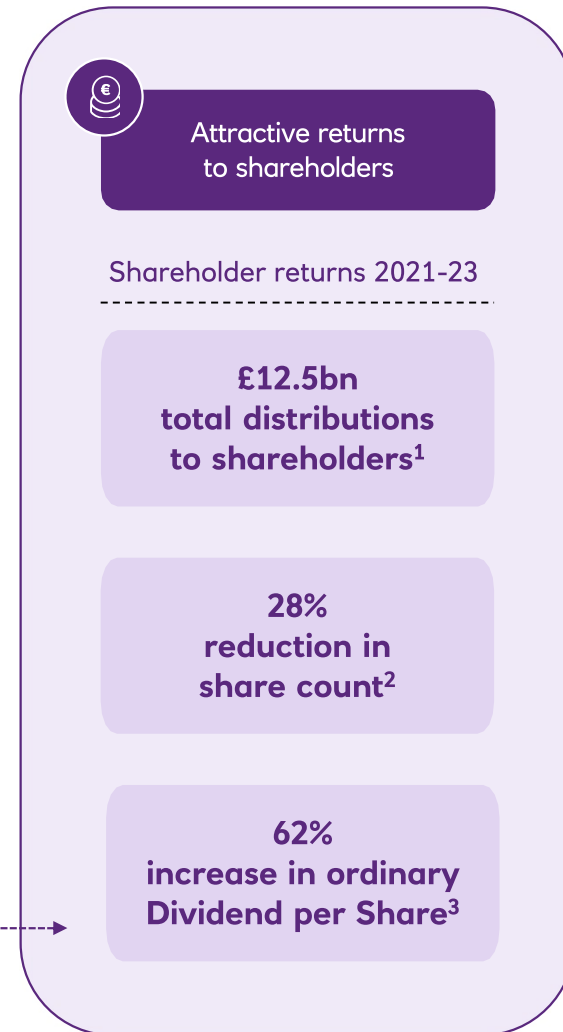 €
Attractive returns
to shareholders
Shareholder returns 2021-23
£12.5bn
total distributions
to shareholders¹
28%
reduction in
share count²
62%
increase in ordinary
Dividend per Share³